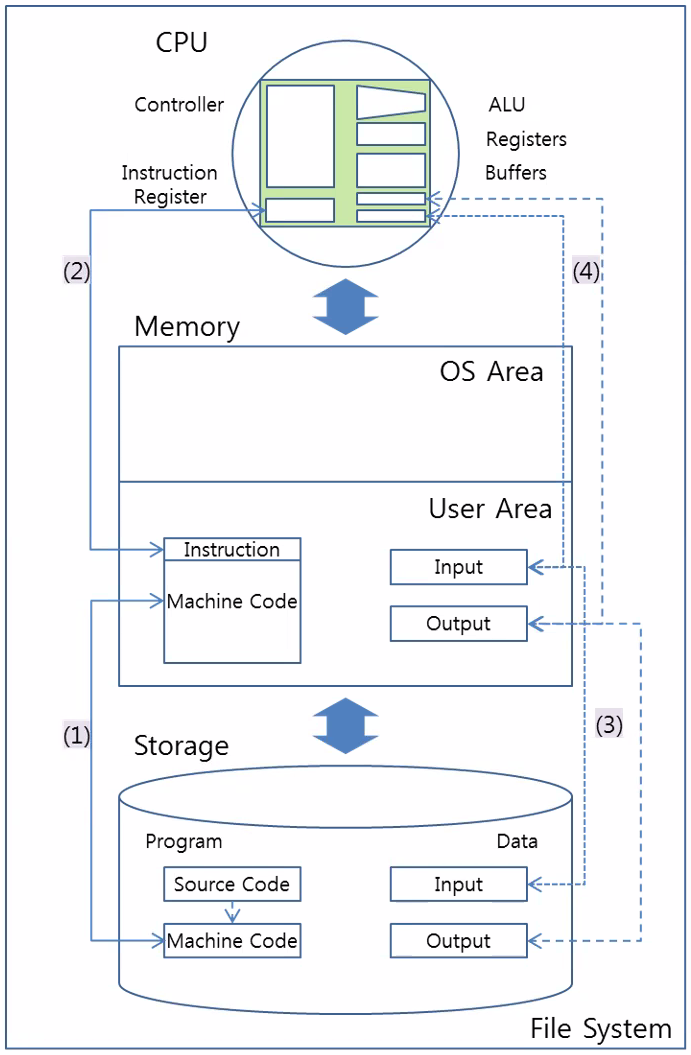 CPU
Controller
ALU
Registers
Instruction
Register
Buffers
(2)
(4)
Memory
OS Area
User Area
Instruction
Machine Code
Input
Output
(1)
(3)
Storage
Program
Data
Source Code
Input
Machine Code
Output
File System